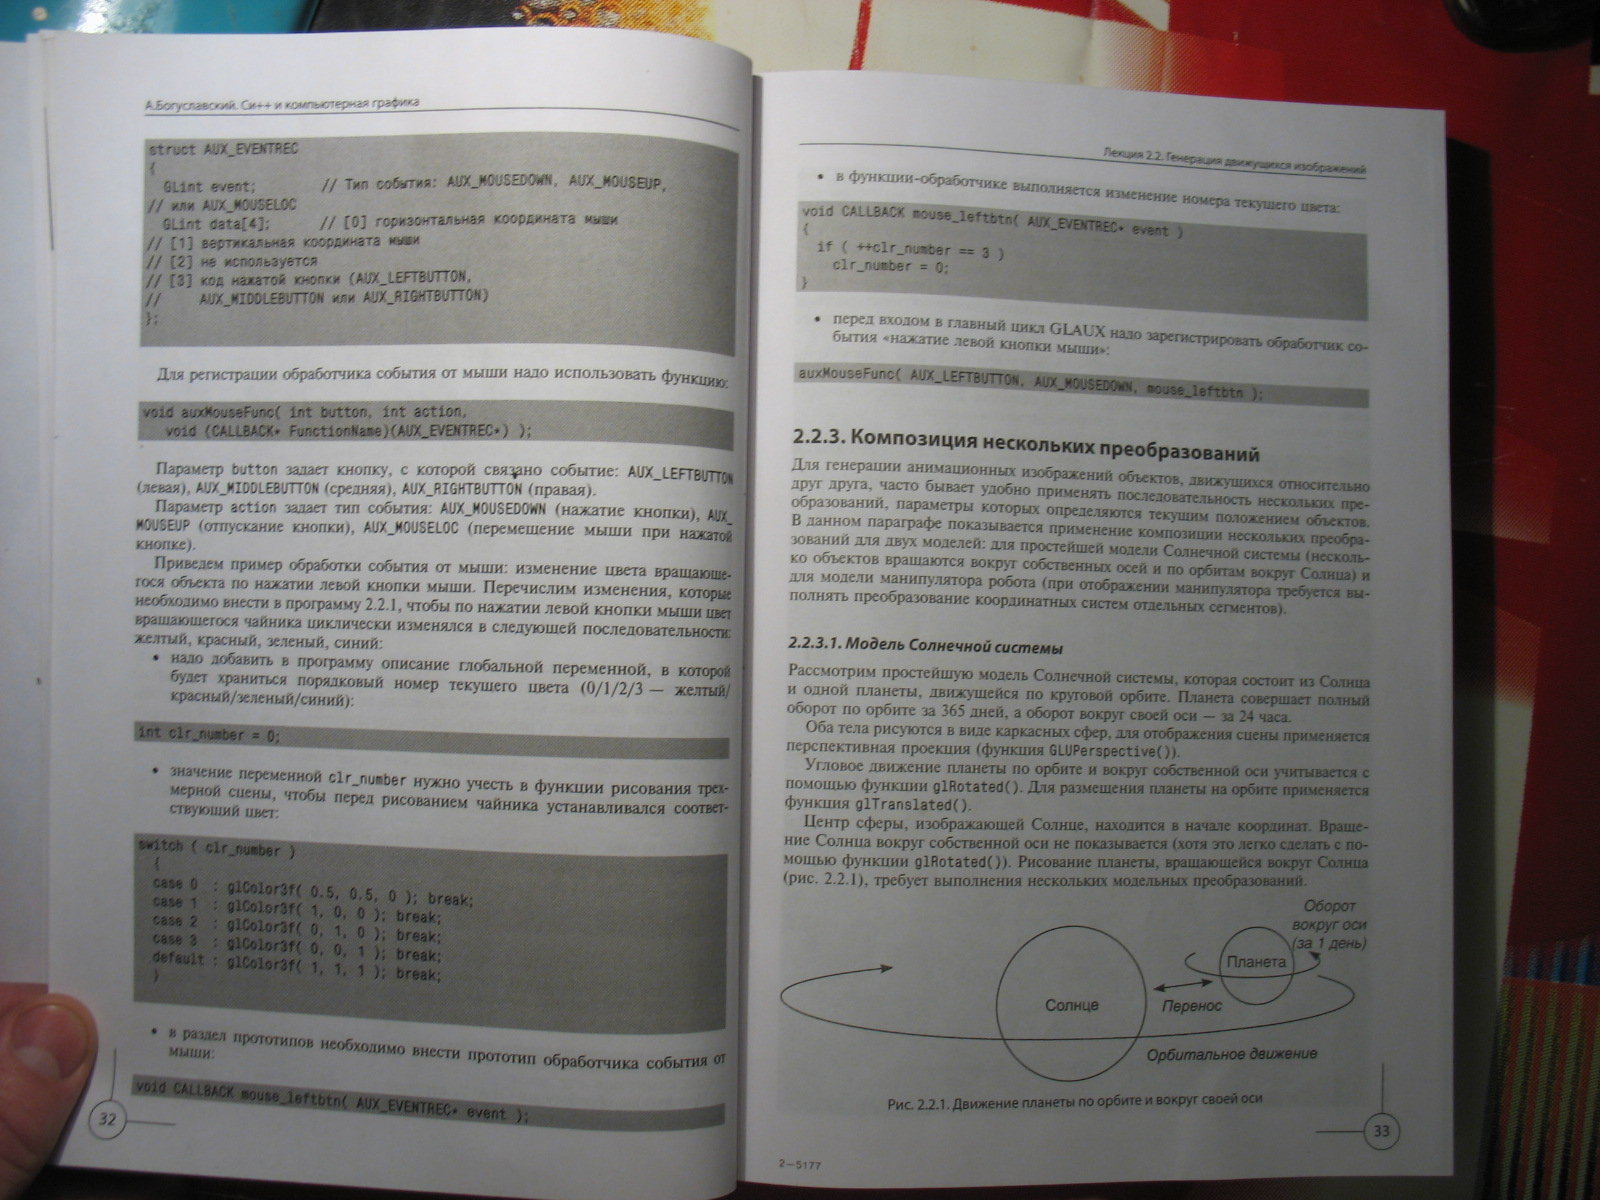 А.Богуславский. Си++ и компьютерная графика
struct AUX_EVENTREC
{
GLint event; // Тип события: AUX_MOUSEDOWN, AUX_MOUSEUP,
// или AUX_MOUSELOC
GLint data[4]; // [0] горизонтальная координата мыши
// [1] вертикальная координата мыши
// [2] не используется
// [3] код нажатой кнопки (AUX_LEFTBUTTON,
// AUX_MIDDLEBUTTON или AUX_RIGHTBUTTON)
};
Для регистрации обработчика события от мыши надо использовать функцию:
void auxMouseFunc( int button, int action,
void (CALLBACK* FunctionName)(AUX_EVENTREC*) );
Параметр button задает кнопку, с которой связано событие: AUX_LEFTBUTTON
(левая), AUX_MIDDLEBUTTON (средняя), AUX_RIGHTBUTTON (правая).
Параметр action задает тип события: AUX_MOUSEDOWN (нажатие кнопки), AUX_
MOUSEUP (отпускание кнопки), AUX_MOUSELOC (перемещение мыши при нажатой
кнопке).
Приведем пример обработки события от мыши: изменение цвета вращающе-
гося объекта по нажатии левой кнопки мыши. Перечислим изменения, которые
необходимо внести в программу 2.2.1, чтобы по нажатии левой кнопки мыши цвет
вращающегося чайника циклически изменялся в следующей последовательности:
желтый, красный, зеленый, синий:
• надо добавить в программу описание глобальной переменной, в которой
будет храниться порядковый номер текущего цвета (0/1/2/3 — желтый/
красный/зеленый/синий):
int clr_number = 0;
• значение переменной clr_number нужно учесть в функции рисования трех-
мерной сцены, чтобы перед рисованием чайника устанавливался соответ-
ствующий цвет:
switch ( clr_number )
{
case 0 : glColor3f( 0.5, 0.5, 0 ); break;
case 1 : glColor3f( 1, 0, 0 ); break;
case 2 : glColor3f( 0, 1, 0 ); break;
case 3 : glColor3f( 0, 0, 1 ); break;
default : glColor3f( 1, 1, 1 ); break;
}
• в раздел прототипов необходимо внести прототип обработчика события от
мыши:
void CALLBACK mouse_leftbtn( AUX_EVENTREC* event );
32
Лекция 2.2. Генерация движущихся изображений
• в функции-обработчике выполняется изменение номера текущего цвета:
void CALLBACK mouse_leftbtn( AUX_EVENTREC* event )
{
if ( ++clr_number == 3 )
clr_number = 0;
}
• перед входом в главный цикл GLAUX надо зарегистрировать обработчик со-
бытия «нажатие левой кнопки мыши»:
auxMouseFunc( AUX_LEFTBUTTON, AUX_MOUSEDOWN, mouse_leftbtn );
2.2.3. Композиция нескольких преобразований
Для генерации анимационных изображений объектов, движущихся относительно
друг друга, часто бывает удобно применять последовательность нескольких пре-
образований, параметры которых определяются текущим положением объектов.
В данном параграфе показывается применение композиции нескольких преобра-
зований для двух моделей: для простейшей модели Солнечной системы (несколь-
ко объектов вращаются вокруг собственных осей и по орбитам вокруг Солнца) и
для модели манипулятора робота (при отображении манипулятора требуется вы-
полнять преобразование координатных систем отдельных сегментов).
2.2.3.1. Модель Солнечной системы
Рассмотрим простейшую модель Солнечной системы, которая состоит из Солнца
и одной планеты, движущейся по круговой орбите. Планета совершает полный
оборот по орбите за 365 дней, а оборот вокруг своей оси — за 24 часа.
Оба тела рисуются в виде каркасных сфер, для отображения сцены применяется
перспективная проекция (функция GLUPerspective()).
Угловое движение планеты по орбите и вокруг собственной оси учитывается с
помощью функции glRotated(). Для размещения планеты на орбите применяется
функция glTranslated().
Центр сферы, изображающей Солнце, находится в начале координат. Враще-
ние Солнца вокруг собственной оси не показывается (хотя это легко сделать с по-
мощью функции glRotated()). Рисование планеты, вращающейся вокруг Солнца
(рис. 2.2.1), требует выполнения нескольких модельных преобразований.
Оборот
вокруг оси
(за 1 день)
Планета
Солнце
Перенос
Орбитальное движение
Рис. 2.2.1. Движение планеты по орбите и вокруг своей оси
33
2—5177